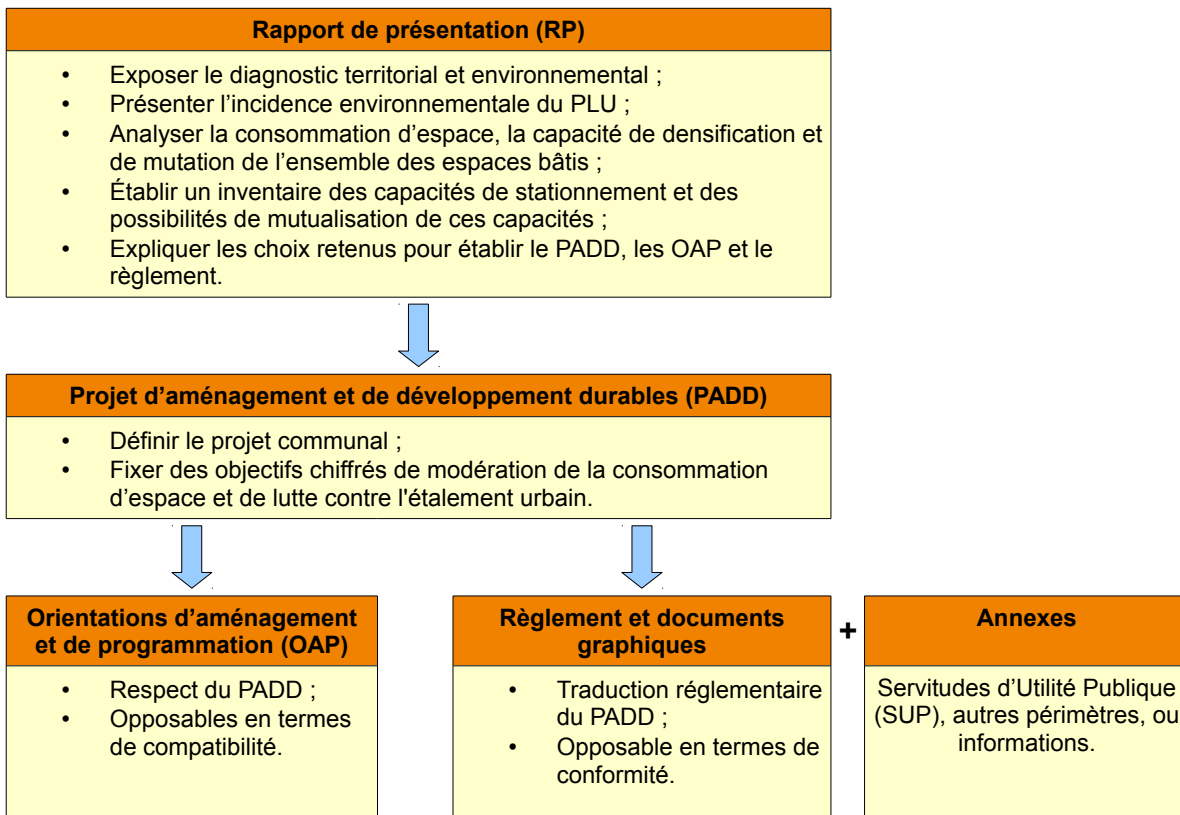 Rapport de présentation (RP)
• Exposer le diagnostic territorial et environnemental ;
• Présenter l’incidence environnementale du PLU ;
• Analyser la consommation d’espace, la capacité de densification et
de mutation de l’ensemble des espaces bâtis ;
• Établir un inventaire des capacités de stationnement et des
possibilités de mutualisation de ces capacités ;
• Expliquer les choix retenus pour établir le PADD, les OAP et le
règlement.
Projet d’aménagement et de développement durables (PADD)
• Définir le projet communal ;
• Fixer des objectifs chiffrés de modération de la consommation
d’espace et de lutte contre l'étalement urbain.
Orientations d’aménagement
et de programmation (OAP)
• Respect du PADD ;
• Opposables en termes
de compatibilité.
Règlement et documents
graphiques
• Traduction réglementaire
du PADD ;
• Opposable en termes de
conformité.
+
Annexes
Servitudes d’Utilité Publique
(SUP), autres périmètres, ou
informations.